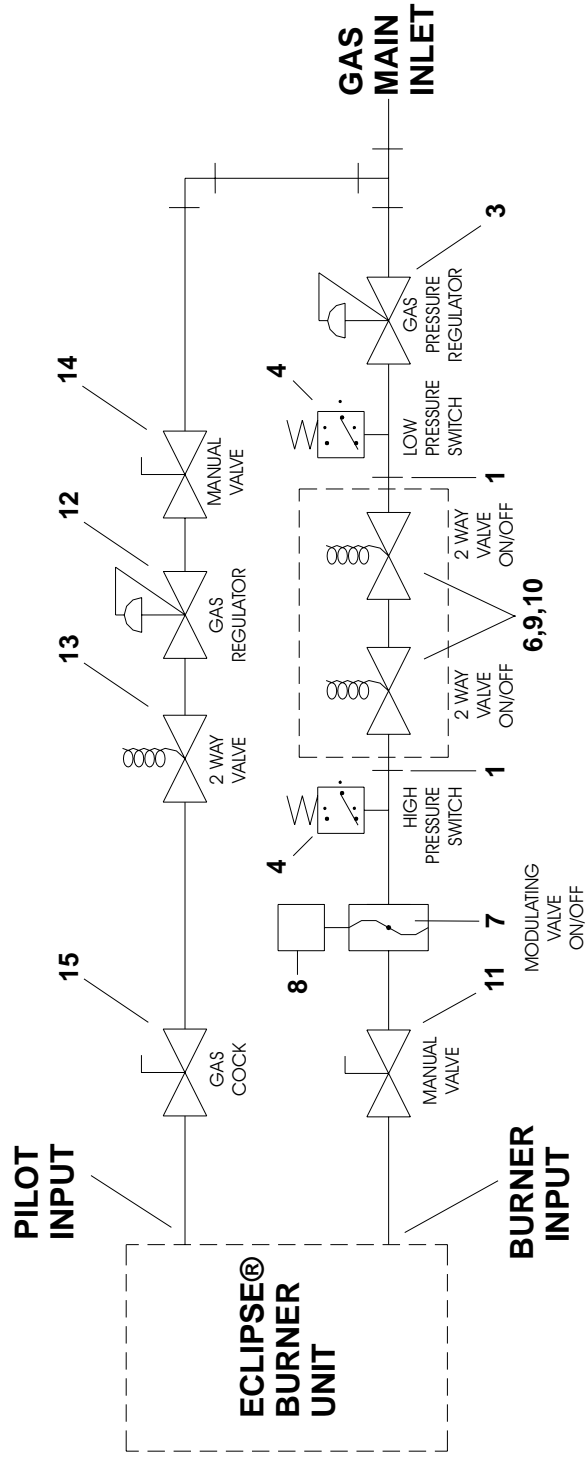 PILOT
INPUT
15
GAS
COCK
13
2 WAY
VALVE
12
GAS
REGULATOR
14
MANUAL
VALVE
ECLIPSE®
BURNER
UNIT
BURNER
INPUT
11
MANUAL
VALVE
8
7
MODULATING
VALVE
ON/OFF
4
HIGH
PRESSURE
SWITCH
1
2 WAY
VALVE
ON/OFF
6,9,10
2 WAY
VALVE
ON/OFF
1
4
LOW
PRESSURE
SWITCH
3
GAS
PRESSURE
REGULATOR
GAS
MAIN
INLET